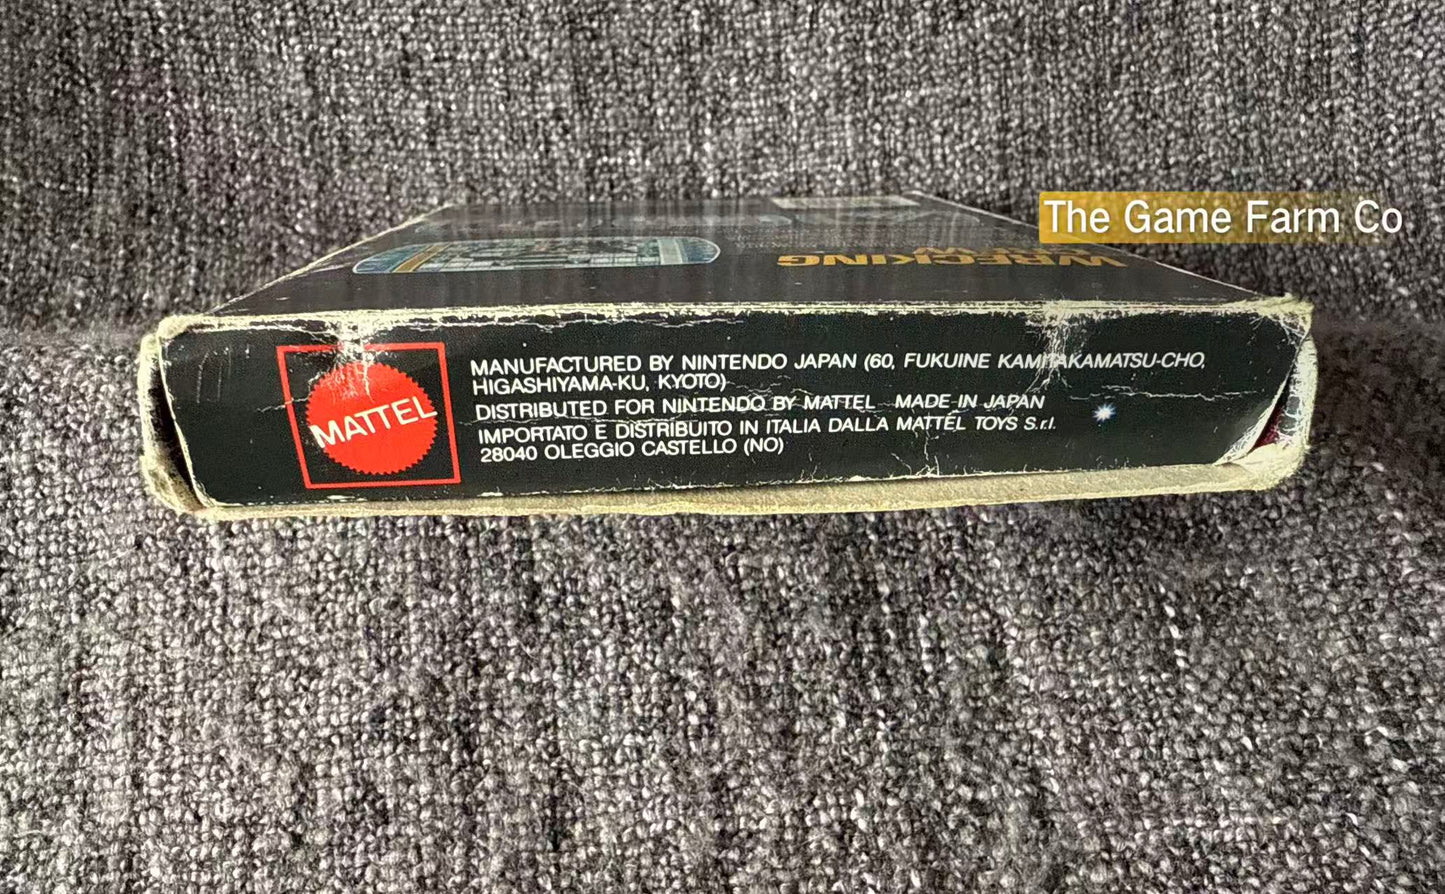 The Game Farm Co
WRECKING
CREW
MATTEL
MANUFACTURED BY NINTENDO JAPAN (60, FUKUINE KAMITAKAMATSU-CHO,
HIGASHIYAMA-KU, KYOTO)
DISTRIBUTED FOR NINTENDO BY MATTEL MADE IN JAPAN
IMPORTATO E DISTRIBUITO IN ITALIA DALLA MATTEL TOYS S.r.l.
28040 OLEGGIO CASTELLO (NO)